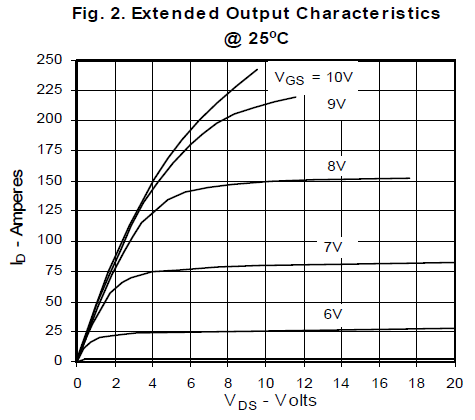 Fig. 2. Extended Output Characteristics
@ 25ºC
250
225
200
175
150
125
100
75
50
25
0
I_D - Amperes
V_GS = 10V
9V
8V
7V
6V
0 2 4 6 8 10 12 14 16 18 20
V_DS - Volts